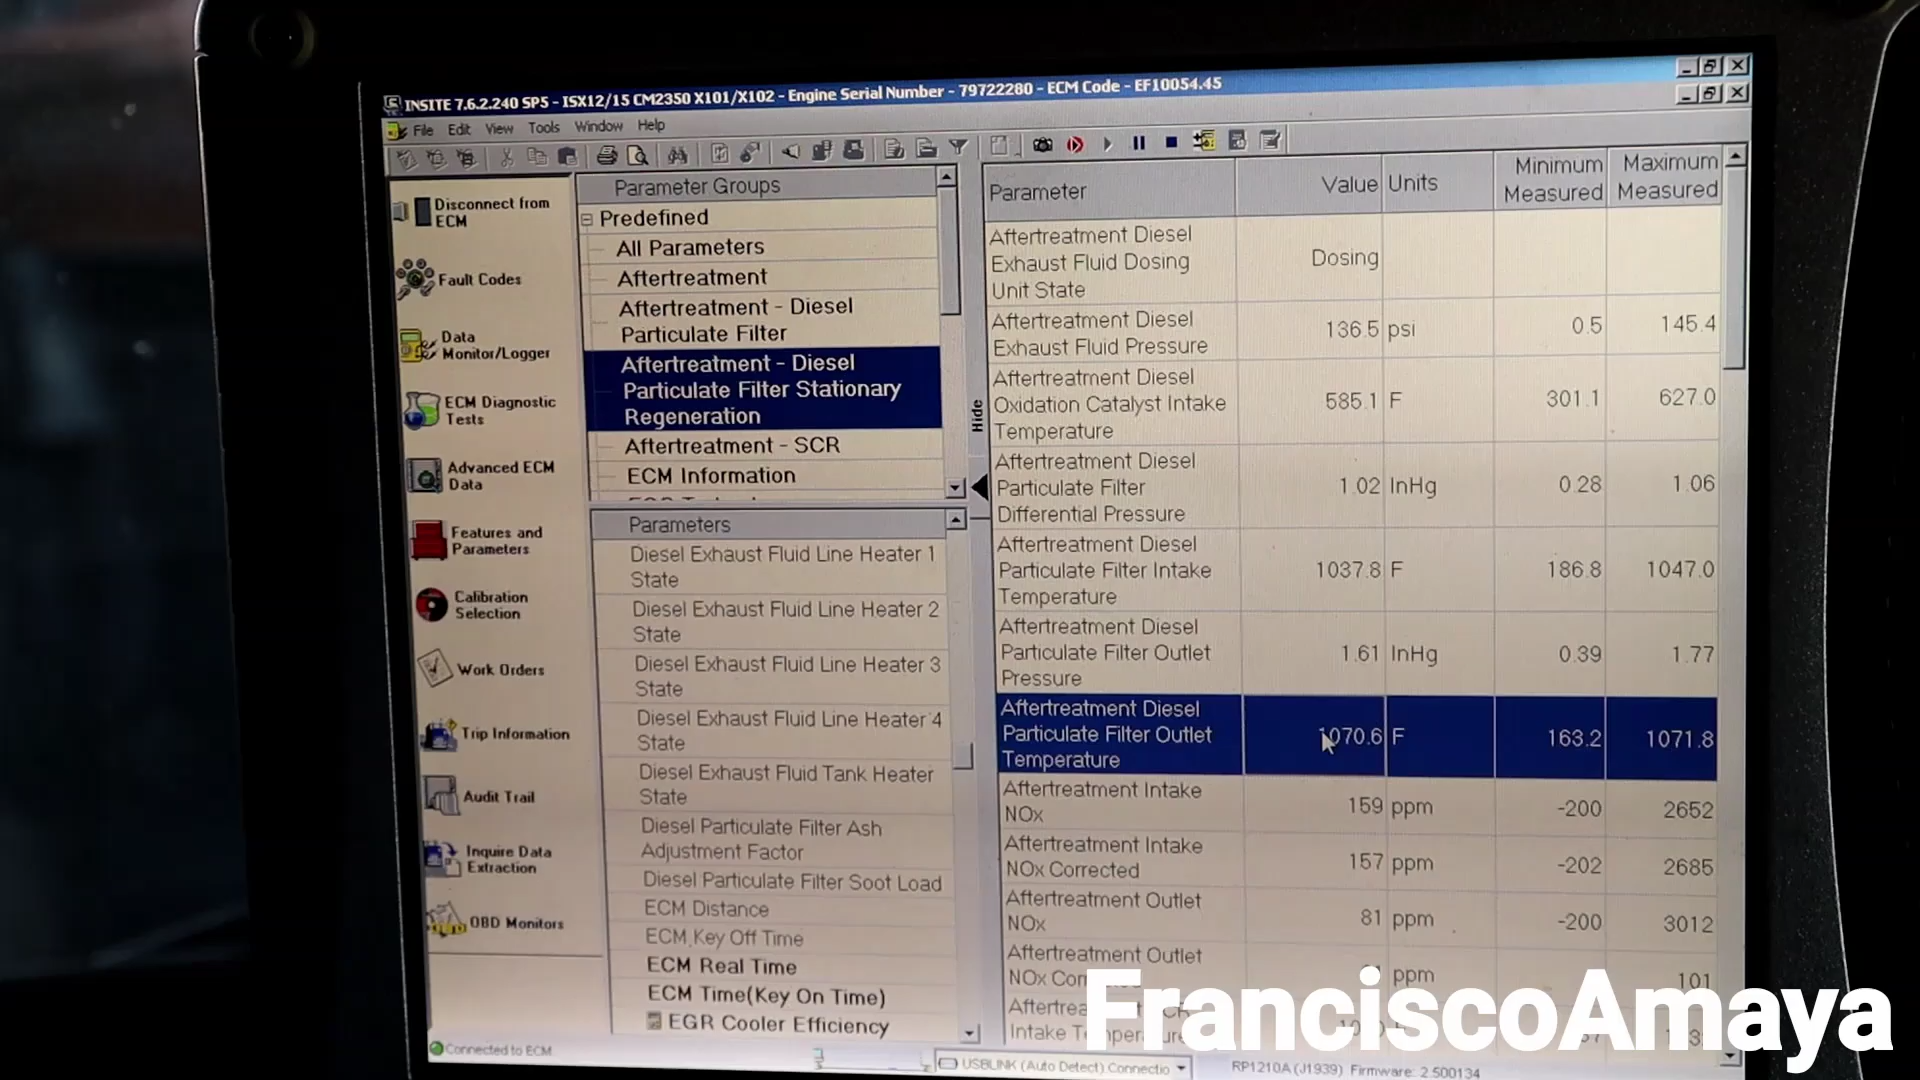 INSITE 7.6.2.240 SP5 - ISX12/15 CM2350 X101/X102 - Engine Serial Number - 79722280 - ECM Code - EF10054.45
File Edit View Tools Window Help
Disconnect from
ECM
Fault Codes
Data
Monitor/Logger
ECM Diagnostic
Tests
Advanced ECM
Data
Features and
Parameters
Calibration
Selection
Work Orders
Trip Information
Audit Trail
Inquire Data
Extraction
OBD Monitors
Parameter Groups
Predefined
All Parameters
Aftertreatment
Aftertreatment - Diesel
Particulate Filter
Aftertreatment - Diesel
Particulate Filter Stationary
Regeneration
Aftertreatment - SCR
ECM Information
Parameters
Diesel Exhaust Fluid Line Heater 1
State
Diesel Exhaust Fluid Line Heater 2
State
Diesel Exhaust Fluid Line Heater 3
State
Diesel Exhaust Fluid Line Heater 4
State
Diesel Exhaust Fluid Tank Heater
State
Diesel Particulate Filter Ash
Adjustment Factor
Diesel Particulate Filter Soot Load
ECM Distance
ECM Key Off Time
ECM Real Time
ECM Time(Key On Time)
EGR Cooler Efficiency
Hide
Parameter Value Units Minimum Measured Maximum Measured
Aftertreatment Diesel
Exhaust Fluid Dosing Dosing
Unit State
Aftertreatment Diesel
Exhaust Fluid Pressure 136.5 psi 0.5 145.4
Aftertreatment Diesel
Oxidation Catalyst Intake 585.1 F 301.1 627.0
Temperature
Aftertreatment Diesel
Particulate Filter 1.02 InHg 0.28 1.06
Differential Pressure
Aftertreatment Diesel
Particulate Filter Intake 1037.8 F 186.8 1047.0
Temperature
Aftertreatment Diesel
Particulate Filter Outlet 1.61 InHg 0.39 1.77
Pressure
Aftertreatment Diesel
Particulate Filter Outlet 1070.6 F 163.2 1071.8
Temperature
Aftertreatment Intake
NOx 159 ppm -200 2652
Aftertreatment Intake
NOx Corrected 157 ppm -202 2685
Aftertreatment Outlet
NOx 81 ppm -200 3012
Aftertreatment Outlet
NOx ppm 101
Intake
FranciscoAmaya
Connected to ECM
USBLINK (Auto Detect) Connectio
RP1210A (J1939) Firmware: 2.500134